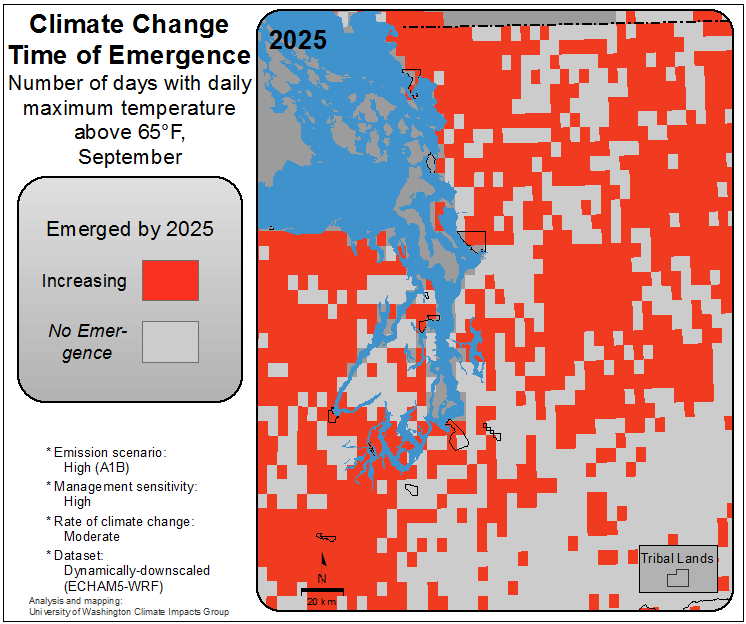 Climate Change
Time of Emergence
Number of days with daily
maximum temperature
above 65°F,
September
Emerged by 2025
Increasing
No Emer-
gence
* Emission scenario:
High (A1B)
* Management sensitivity:
High
* Rate of climate change:
Moderate
* Dataset:
Dynamically-downscaled
(ECHAM5-WRF)
Analysis and mapping:
University of Washington Climate Impacts Group
2025
N
20 km
Tribal Lands